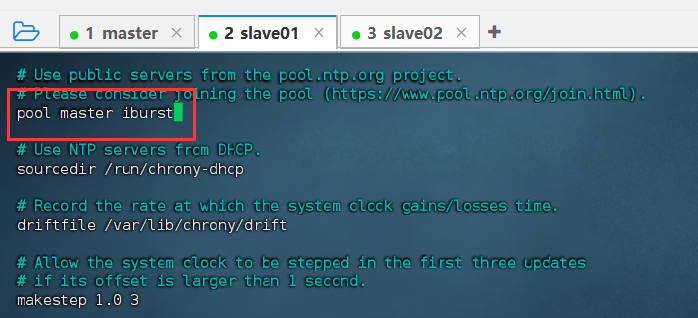 1 master × 2 slave01 × 3 slave02 × +
# Use public servers from the pool.ntp.org project.
# Please consider joining the pool (https://www.pool.ntp.org/join.html).
pool master iburst
# Use NTP servers from DHCP.
sourcedir /run/chrony-dhcp
# Record the rate at which the system clock gains/losses time.
driftfile /var/lib/chrony/drift
# Allow the system clock to be stepped in the first three updates
# if its offset is larger than 1 second.
makestep 1.0 3